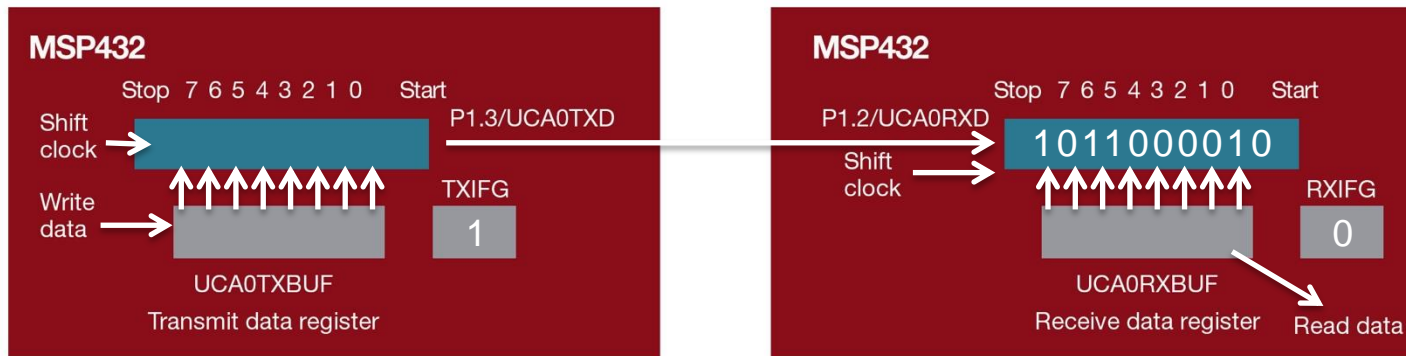 MSP432
Stop 7 6 5 4 3 2 1 0 Start
Shift
clock
P1.3/UCA0TXD
Write
data
TXIFG
1
UCA0TXBUF
Transmit data register
MSP432
Stop 7 6 5 4 3 2 1 0 Start
P1.2/UCA0RXD
1011000010
Shift
clock
RXIFG
0
UCA0RXBUF
Receive data register
Read data